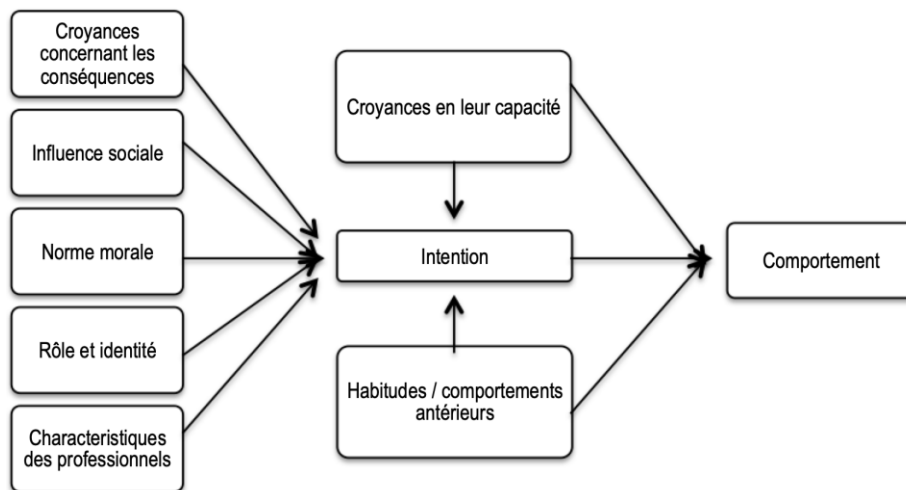 Croyances
concernant les
conséquences
Influence sociale
Norme morale
Rôle et identité
Characteristiques
des professionnels
Croyances en leur capacité
Intention
Habitudes / comportements
antérieurs
Comportement